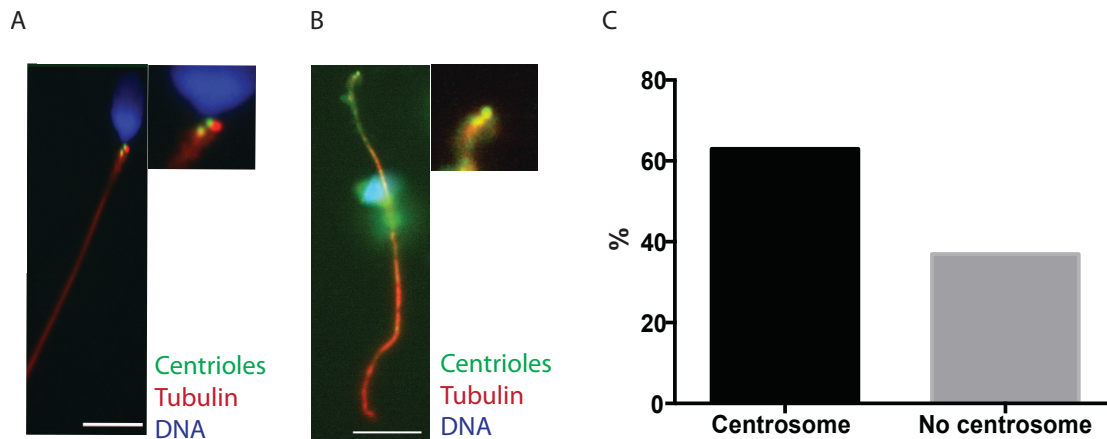 A
B
C
Centrioles
Tubulin
DNA
Centrioles
Tubulin
DNA
%
80
60
40
20
0
Centrosome
No centrosome